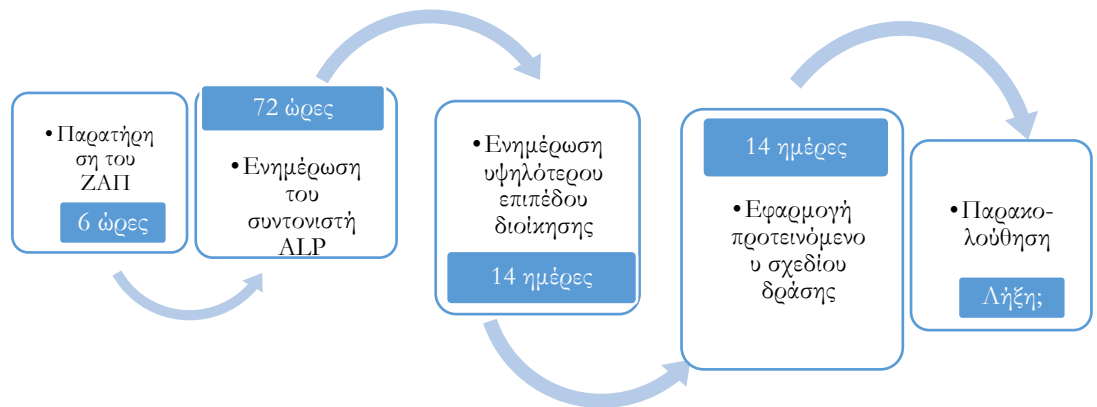 • Παρατήρη
ση του
ΖΑΠ
6 ώρες
72 ώρες
• Ενημέρωση
του
συντονιστή
ALP
• Ενημέρωση
υψηλότερου
επιπέδου
διοίκησης
14 ημέρες
14 ημέρες
• Εφαρμογή
προτεινόμενο
υ σχεδίου
δράσης
• Παρακο-
λούθηση
Λήξη;